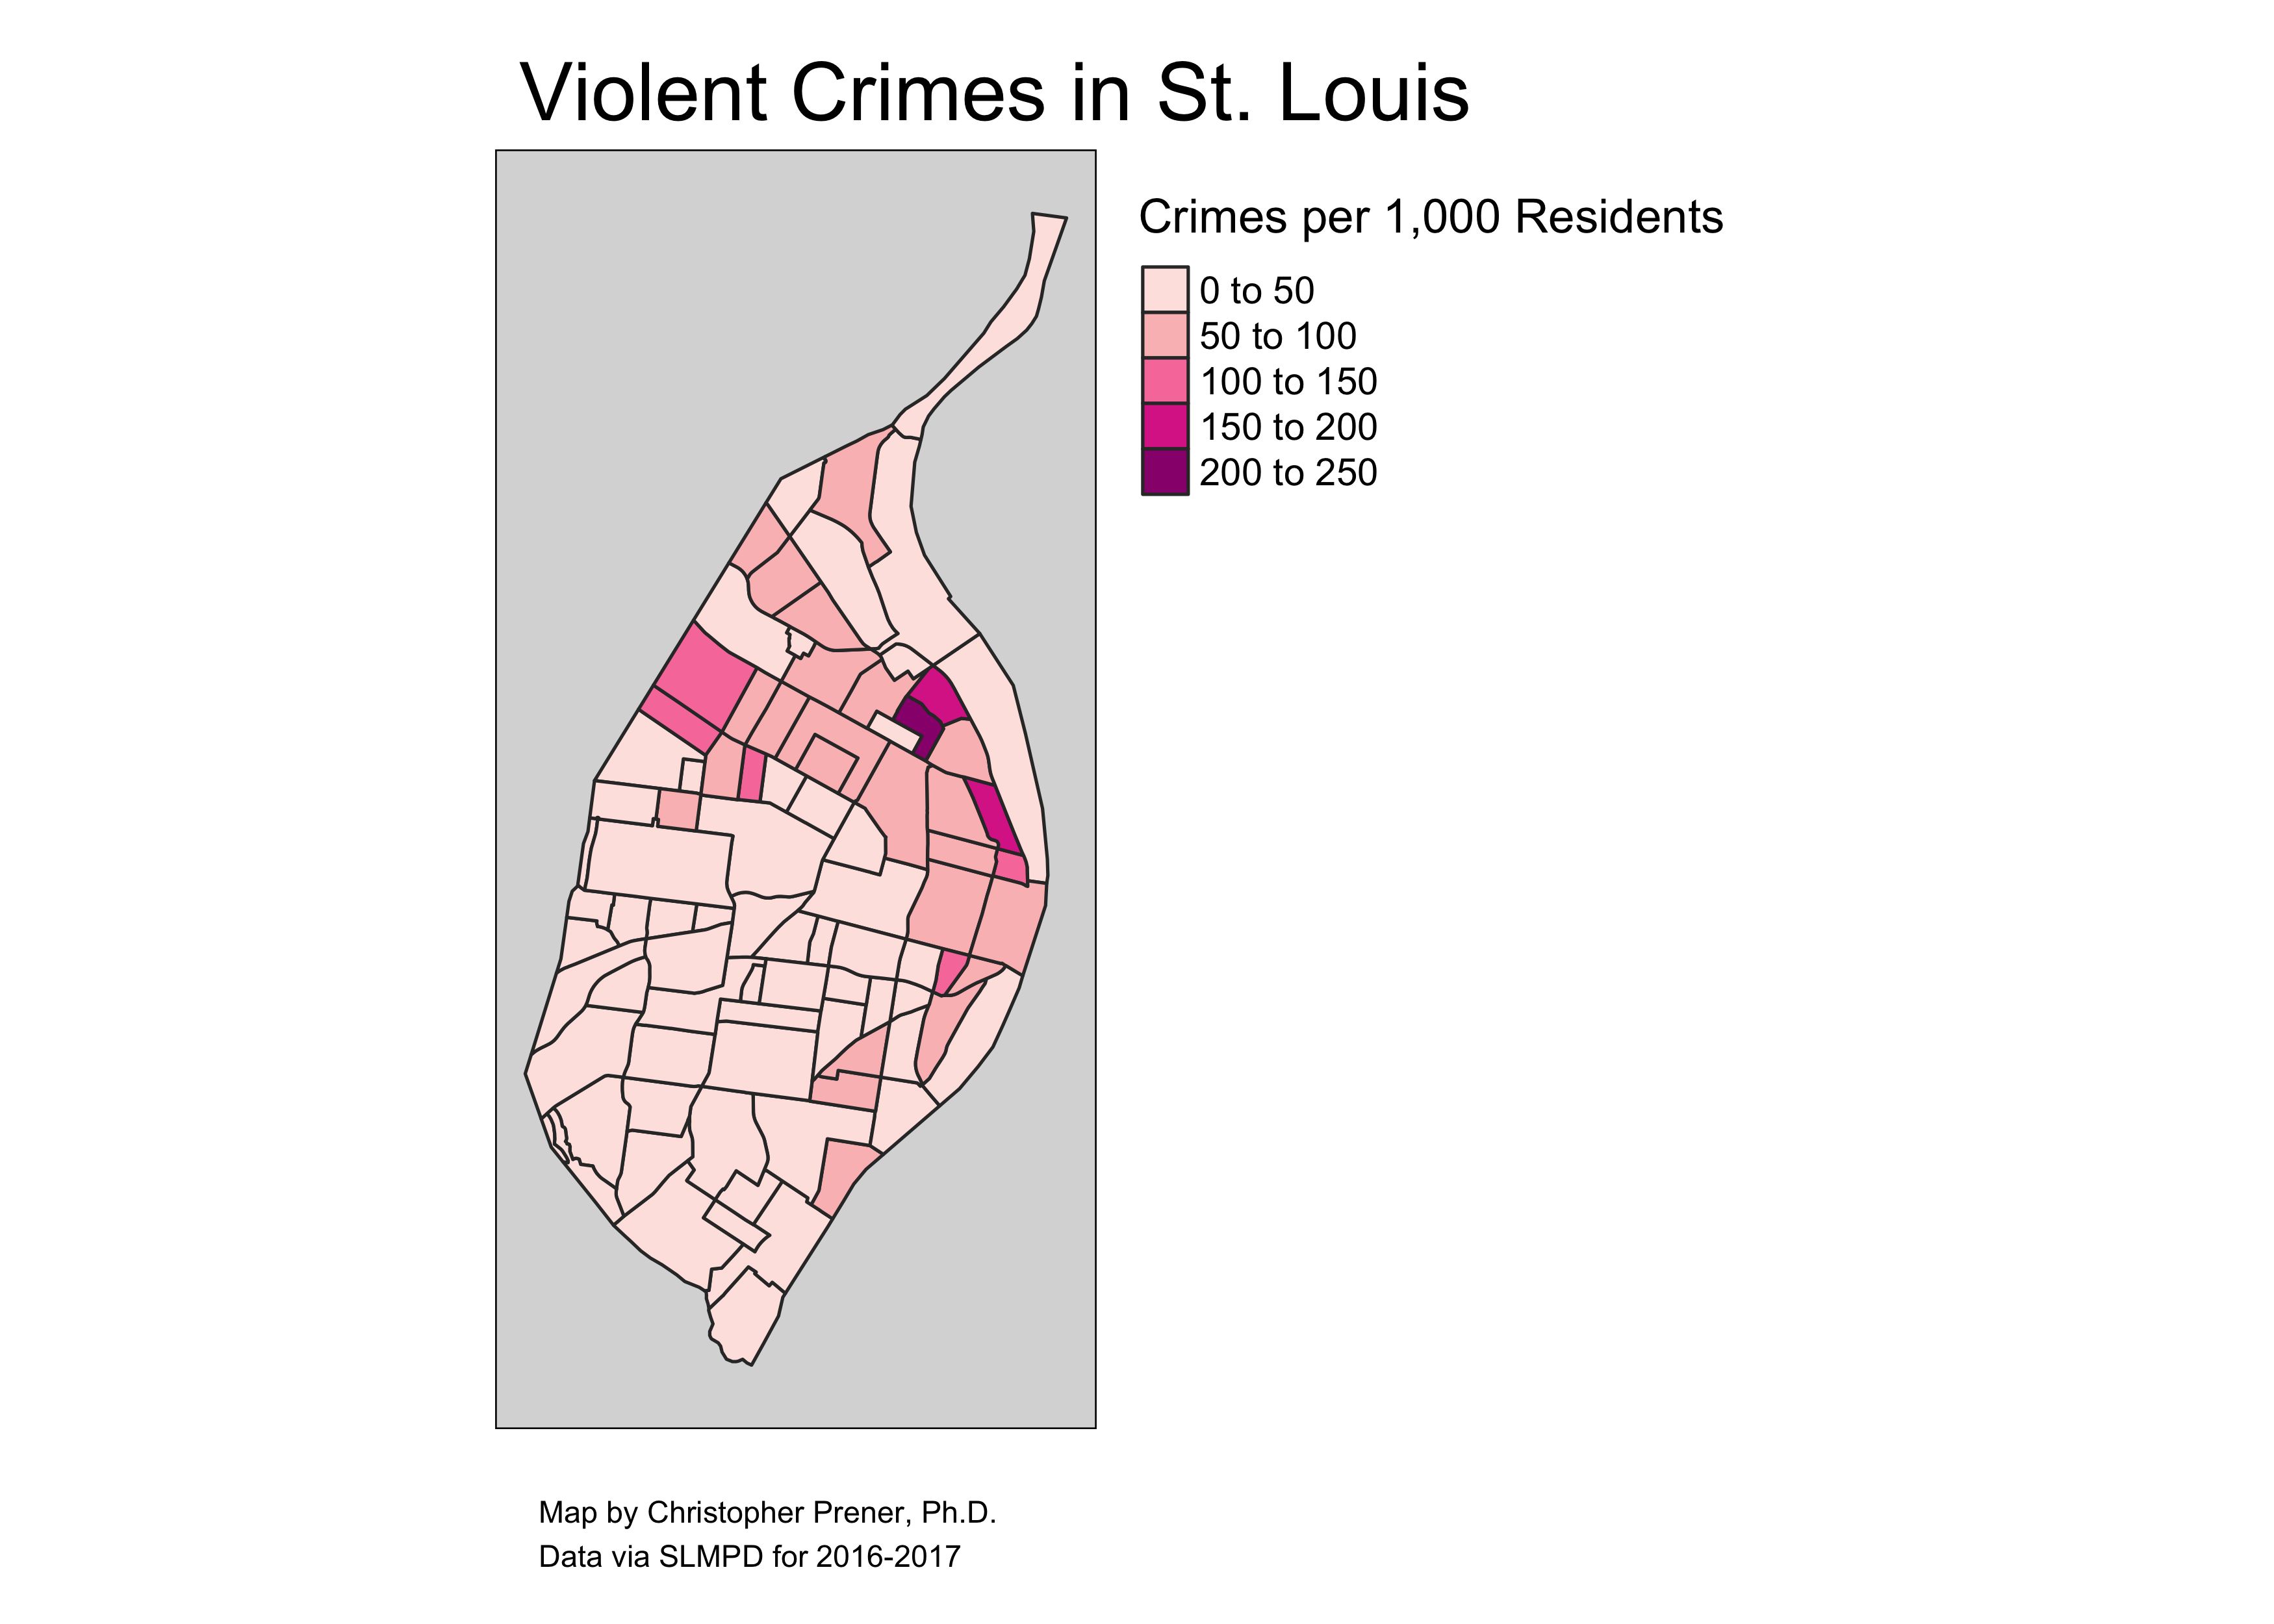 Violent Crimes in St. Louis
Crimes per 1,000 Residents
0 to 50
50 to 100
100 to 150
150 to 200
200 to 250
Map by Christopher Prener, Ph.D.
Data via SLMPD for 2016-2017